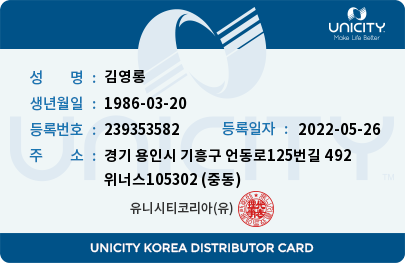 UNICITY
Make Life Better
성 명 : 김영롱
생년월일 : 1986-03-20
등록번호 : 239353582 등록일자 : 2022-05-26
주 소 : 경기 용인시 기흥구 언동로125번길 492
위너스105302 (중동)
유니시티코리아(유)
UNICITY
UNICITY KOREA DISTRIBUTOR CARD